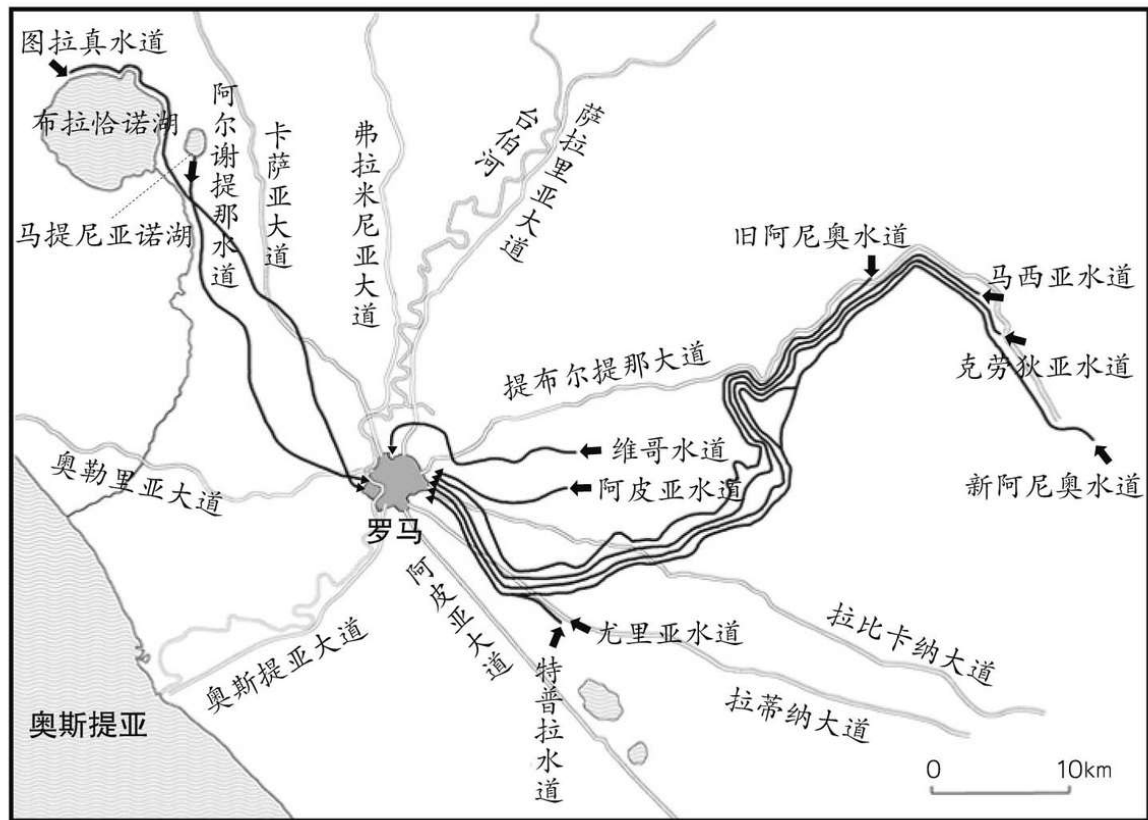 图拉真水道
布拉恰诺湖
马提尼亚诺湖
阿尔谢提那水道
卡萨亚大道
弗拉米尼亚大道
台伯河
萨拉里亚大道
旧阿尼奥水道
马西亚水道
克劳狄亚水道
提布尔提那大道
维哥水道
阿皮亚水道
新阿尼奥水道
奥勒里亚大道
罗马
阿皮亚大道
尤里亚水道
特普拉水道
拉比卡纳大道
拉蒂纳大道
奥斯提亚大道
奥斯提亚
0 10km